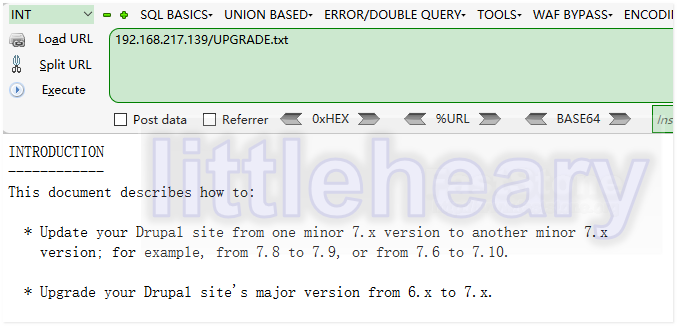 INT SQL BASICS▾ UNION BASED▾ ERROR/DOUBLE QUERY▾ TOOLS▾ WAF BYPASS▾ ENCODIN
Load URL 192.168.217.139/UPGRADE.txt
Split URL
Execute
Post data Referrer 0xHEX %URL BASE64 Ins
INTRODUCTION
------------
This document describes how to:
* Update your Drupal site from one minor 7.x version to another minor 7.x
version; for example, from 7.8 to 7.9, or from 7.6 to 7.10.
* Upgrade your Drupal site's major version from 6.x to 7.x.
littleheary